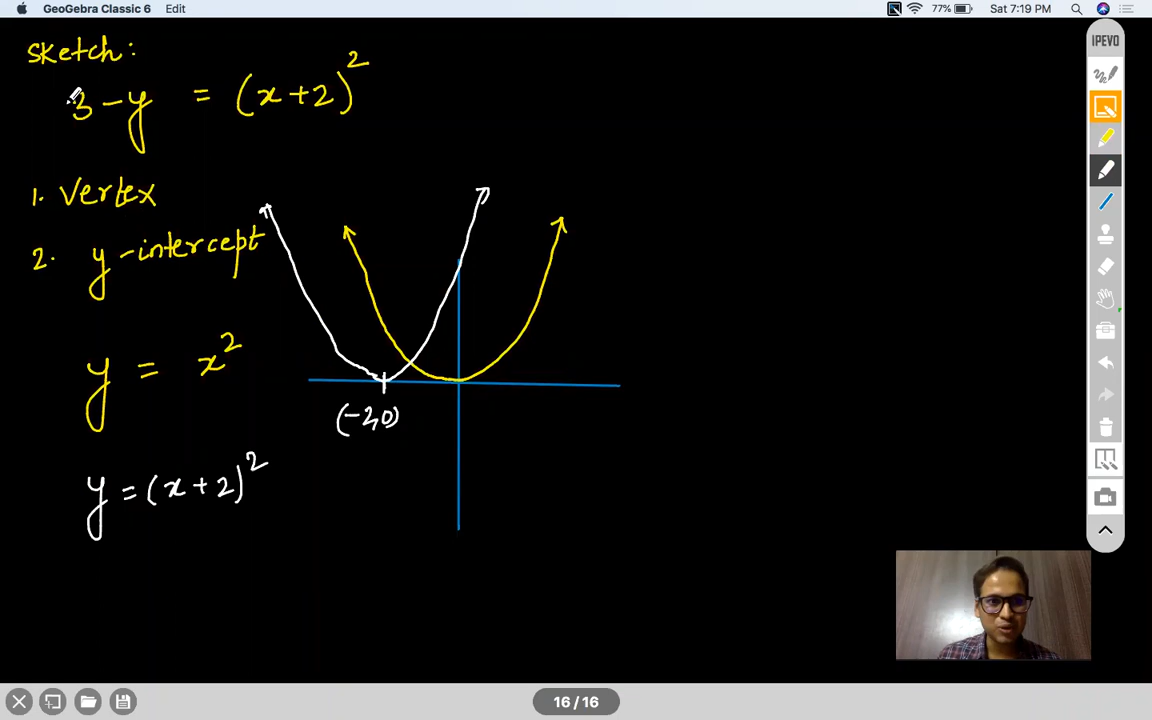 GeoGebra Classic 6 Edit 77% Sat 7:19 PM
IPEVO
Sketch:
3 - y = (x+2)²
1. Vertex
2. y-intercept
y = x²
(-2,0)
y = (x+2)²
16 / 16